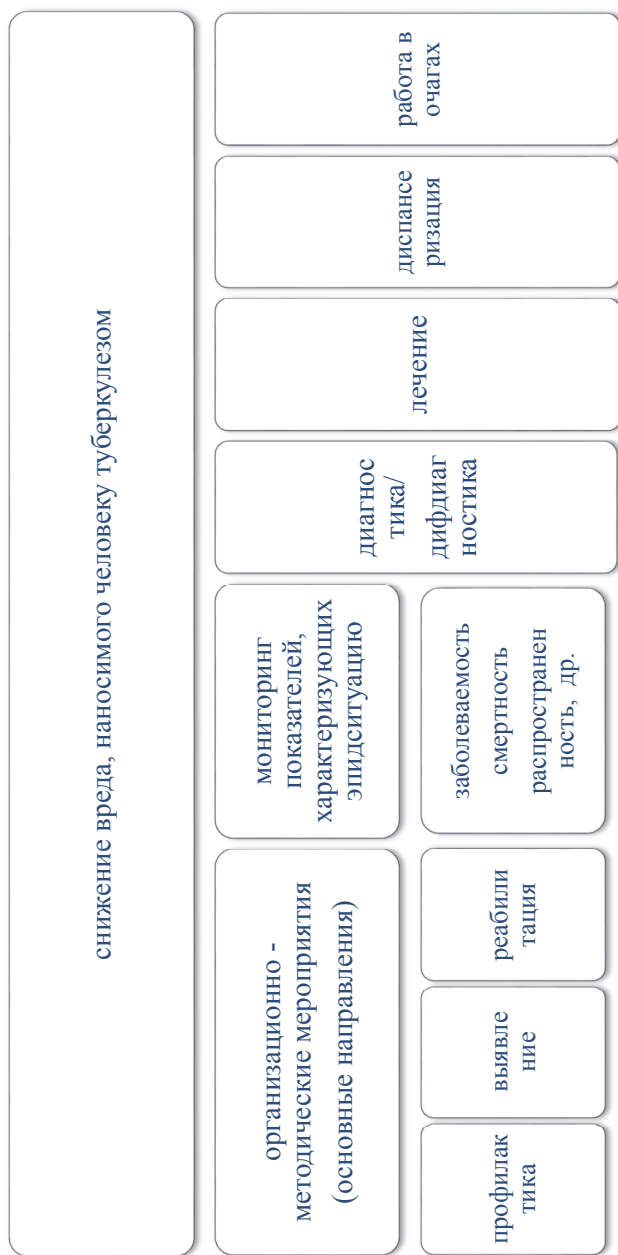 снижение вреда, наносимого человеку туберкулезом
организационно -
методические мероприятия
(основные направления)
профилак
тика
выявле
ние
реабили
тация
мониторинг
показателей,
характеризующих
эпидситуацию
заболеваемость
смертность
распространен
ность, др.
диагнос
тика/
дифдиаг
ностика
лечение
диспансе
ризация
работа в
очагах